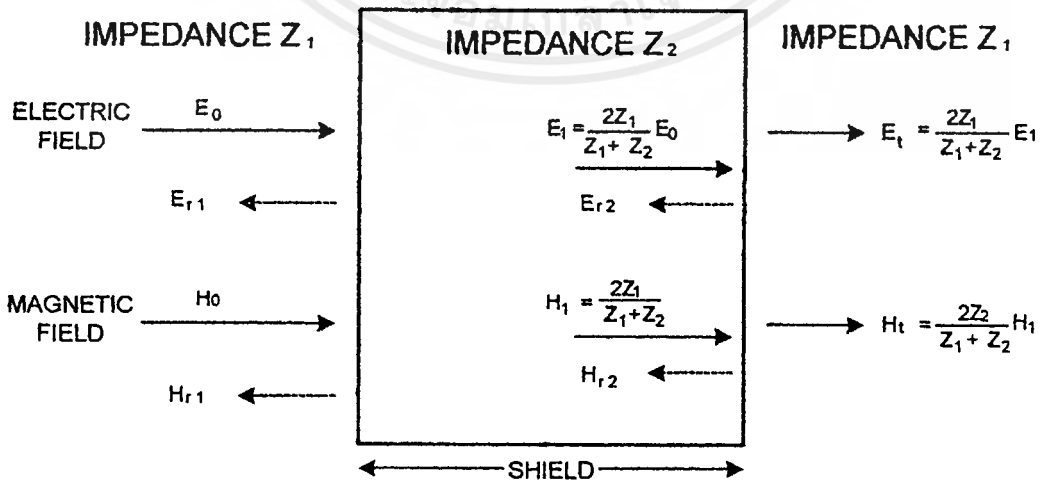 IMPEDANCE Z₁
IMPEDANCE Z₂
IMPEDANCE Z₁
ELECTRIC FIELD
E₀
E₁ = 2Z₁/(Z₁+ Z₂) E₀
Eₜ = 2Z₁/(Z₁+Z₂) E₁
Eᵣ₁
Eᵣ₂
MAGNETIC FIELD
H₀
H₁ = 2Z₁/(Z₁+Z₂)
Hₜ = 2Z₂/(Z₁+ Z₂) H₁
Hᵣ₁
Hᵣ₂
SHIELD